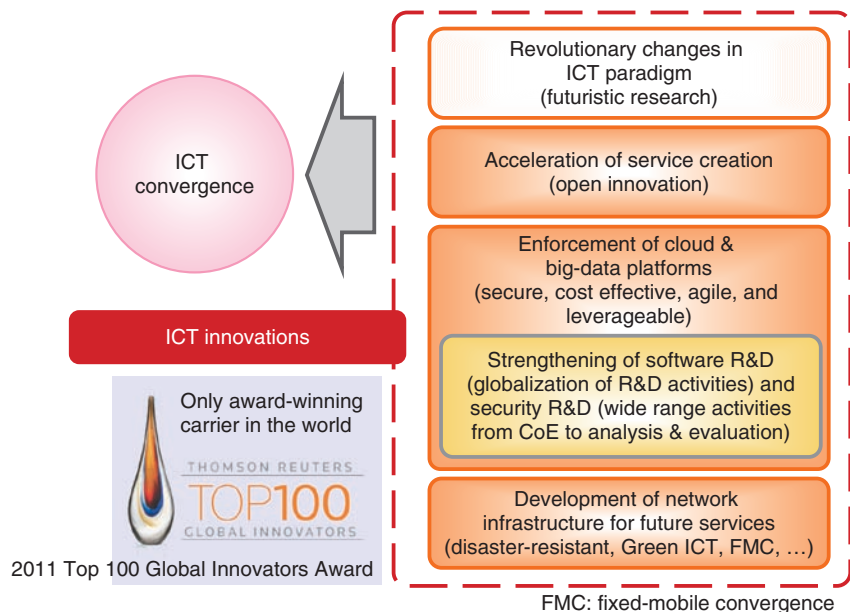 Revolutionary changes in
ICT paradigm
(futuristic research)
ICT
convergence
Acceleration of service creation
(open innovation)
Enforcement of cloud &
big-data platforms
(secure, cost effective, agile, and
leverageable)
ICT innovations
Strengthening of software R&D
(globalization of R&D activities) and
security R&D (wide range activities
from CoE to analysis & evaluation)
Only award-winning
carrier in the world
THOMSON REUTERS
TOP100
GLOBAL INNOVATORS
2011 Top 100 Global Innovators Award
Development of network
infrastructure for future services
(disaster-resistant, Green ICT, FMC, …)
FMC: fixed-mobile convergence